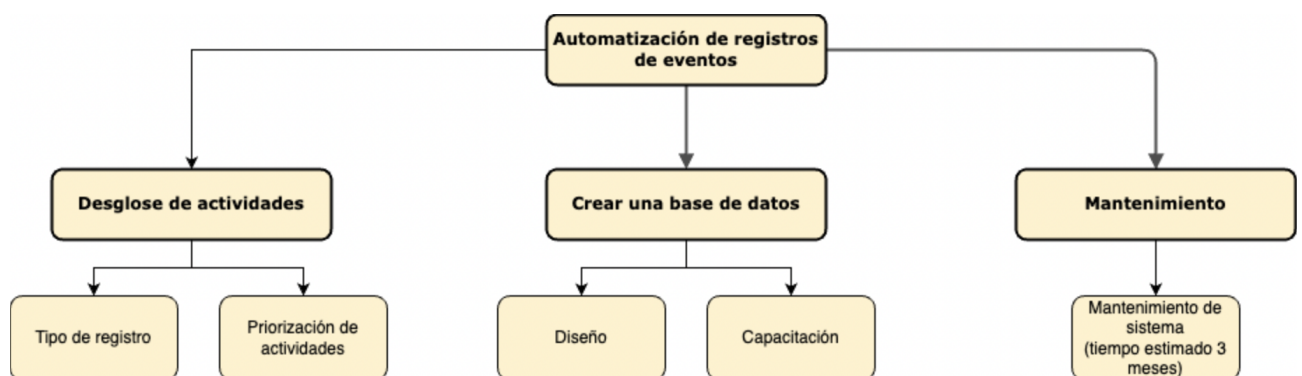 Automatización de registros
de eventos
Desglose de actividades
Crear una base de datos
Mantenimiento
Tipo de registro
Priorización de
actividades
Diseño
Capacitación
Mantenimiento de
sistema
(tiempo estimado 3
meses)